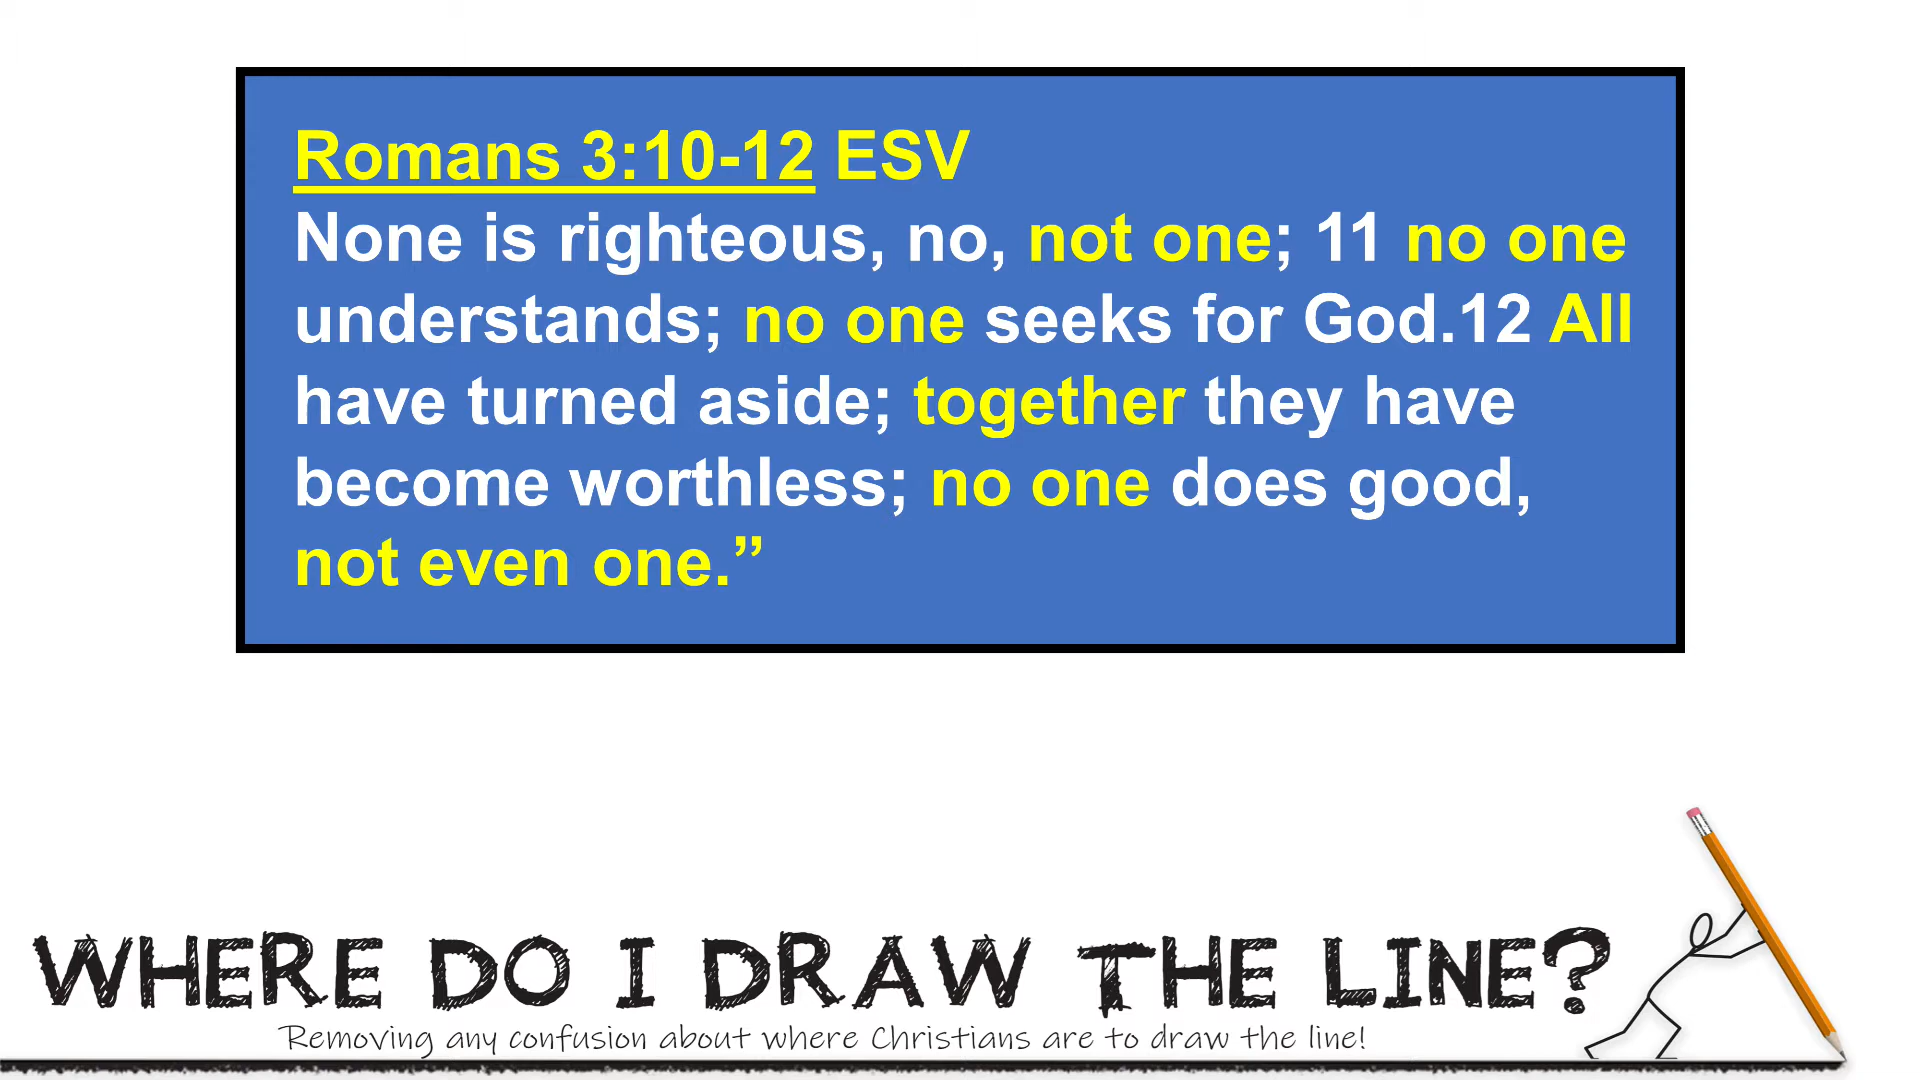 Romans 3:10-12 ESV
None is righteous, no, not one; 11 no one
understands; no one seeks for God.12 All
have turned aside; together they have
become worthless; no one does good,
not even one.”
WHERE DO I DRAW THE LINE?
Removing any confusion about where Christians are to draw the line!